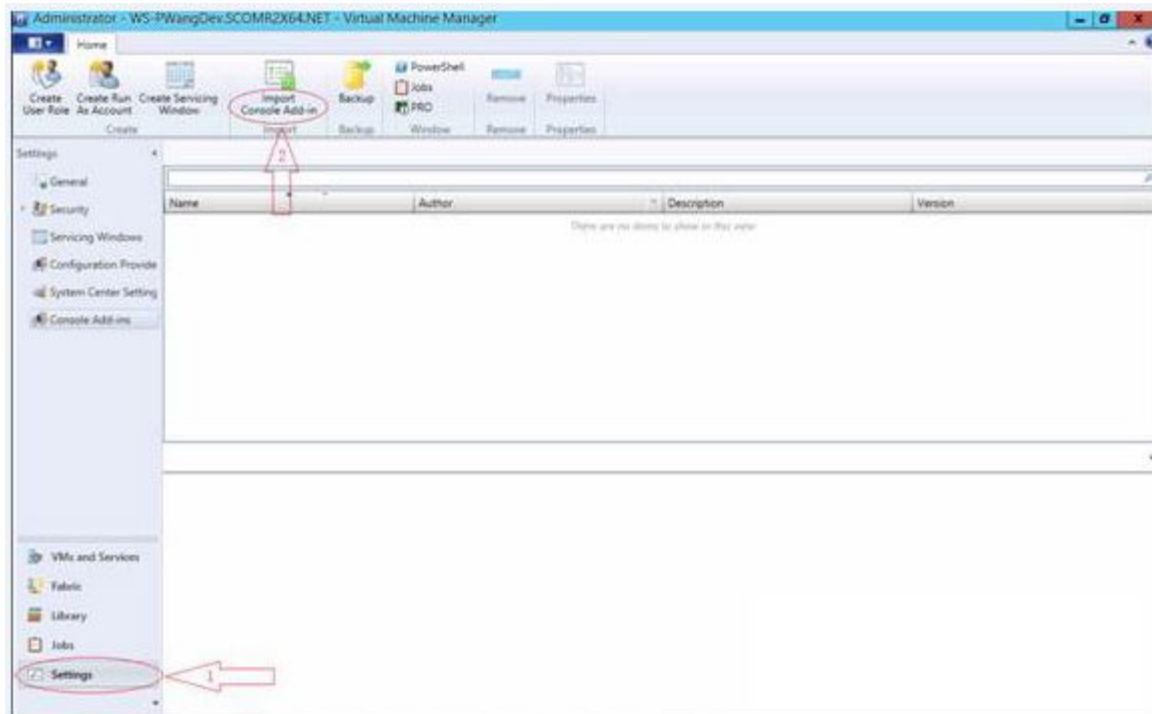 Administrator - WS-PWangDev.SCOMR2X64.NET - Virtual Machine Manager
Home
Create User Role
Create Run As Account
Create Servicing Window
Import Console Add-in
Backup
PowerShell
Jobs
PRO
Remove
Properties
Create
Import
Backup
Window
Remove
Properties
2
Settings
General
Security
Servicing Windows
Configuration Provide
System Center Setting
Console Add-ins
Name
Author
Description
Version
There are no items to show in this view
VMs and Services
Fabric
Library
Jobs
Settings
1